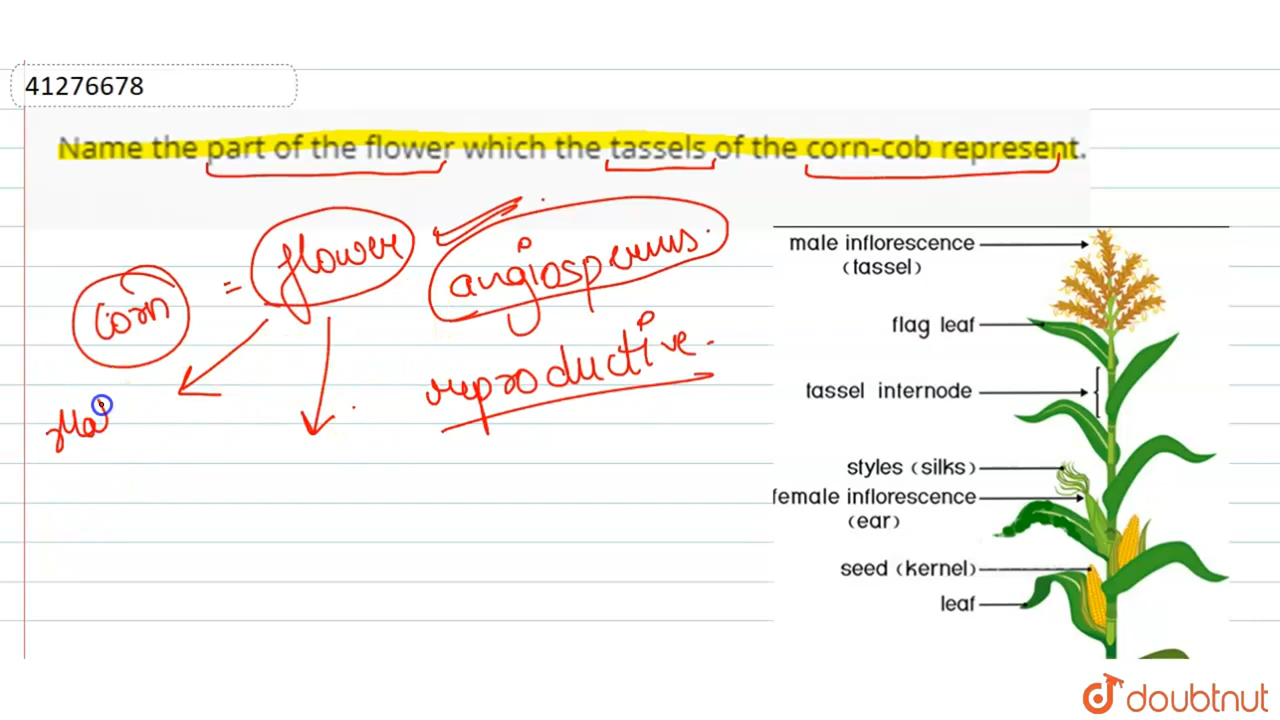 41276678
Name the part of the flower which the tassels of the corn-cob represent.
Corn = flower
angiosperms.
reproductive.
Mal
male inflorescence
(tassel)
flag leaf
tassel internode
styles (silks)
female inflorescence
(ear)
seed (kernel)
leaf
doubtnut